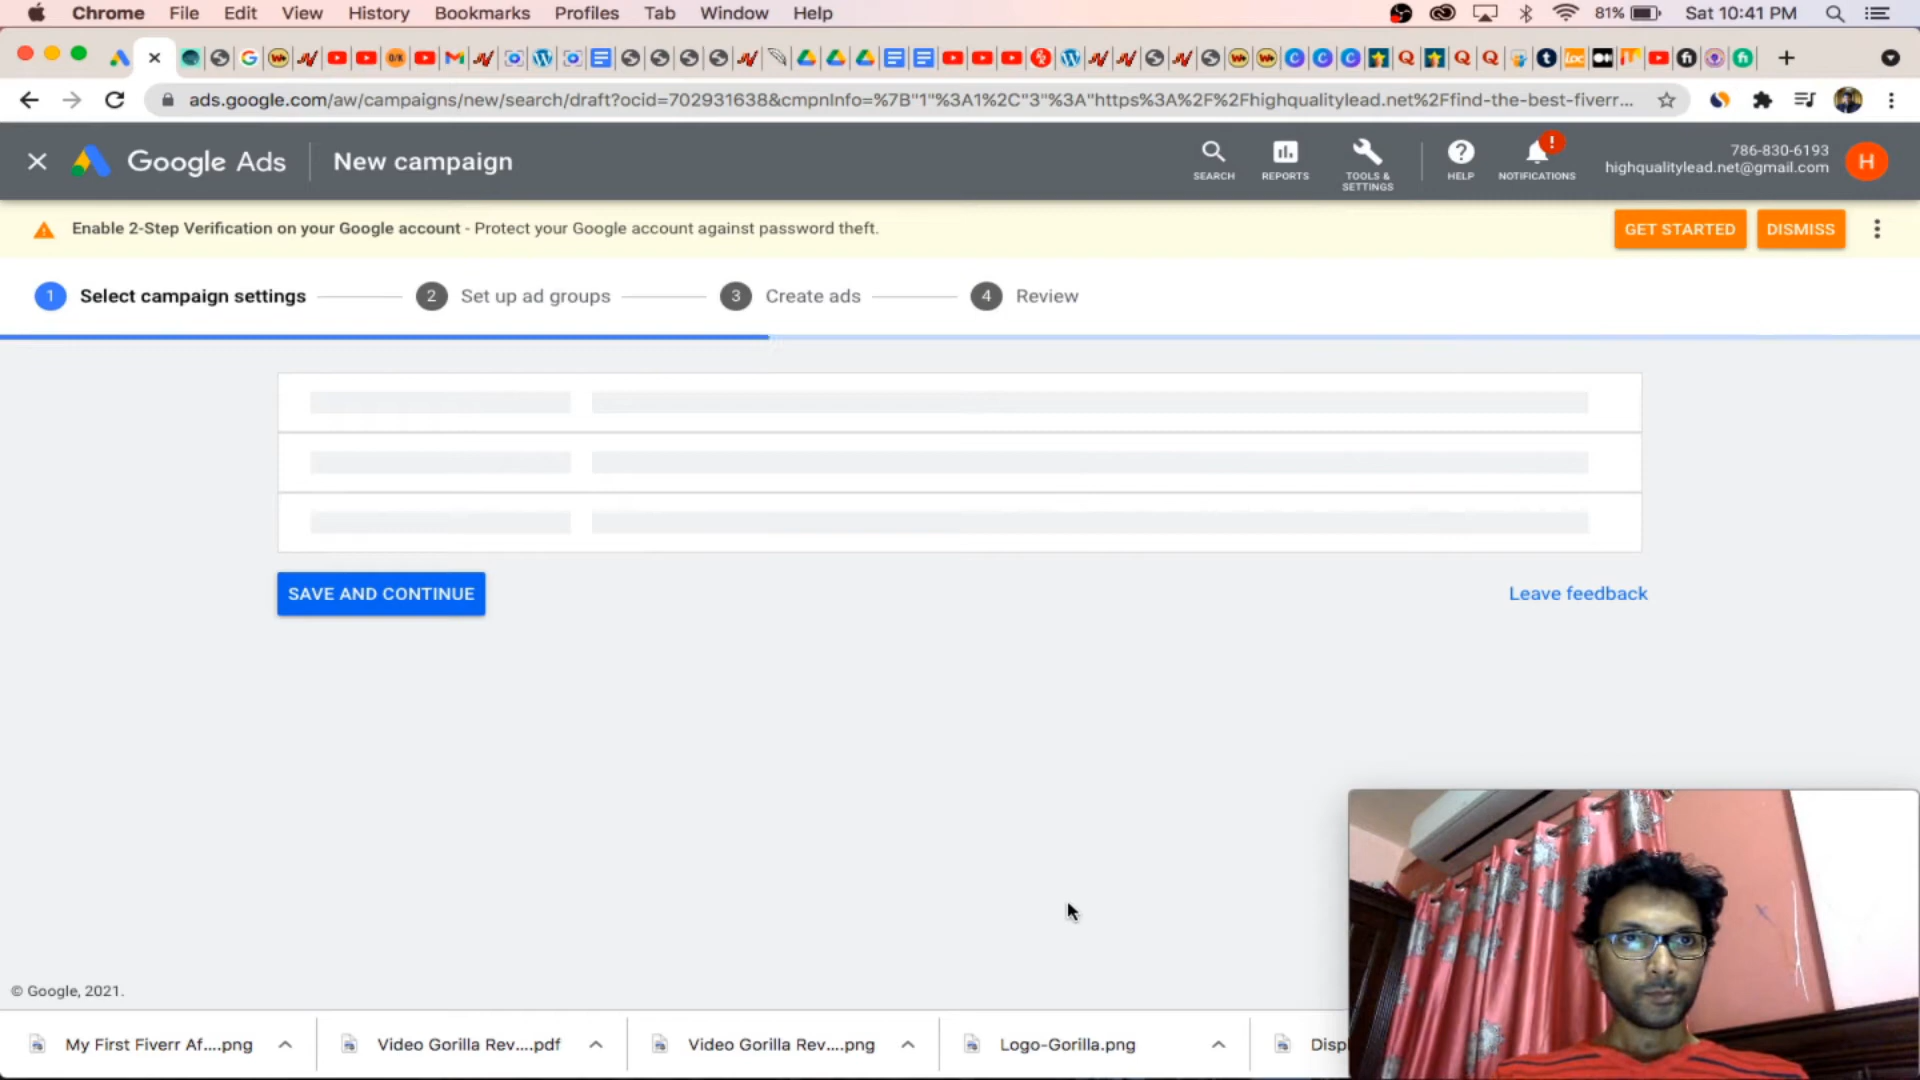 Chrome File Edit View History Bookmarks Profiles Tab Window Help 81% Sat 10:41 PM
ads.google.com/aw/campaigns/new/search/draft?ocid=702931638&cmpnInfo=%7B"1"%3A1%2C"3"%3A"https%3A%2F%2Fhighqualitylead.net%2Ffind-the-best-fiverr...
Google Ads New campaign
SEARCH REPORTS TOOLS & SETTINGS HELP NOTIFICATIONS
786-830-6193
highqualitylead.net@gmail.com H
Enable 2-Step Verification on your Google account - Protect your Google account against password theft. GET STARTED DISMISS
1 Select campaign settings 2 Set up ad groups 3 Create ads 4 Review
SAVE AND CONTINUE Leave feedback
© Google, 2021.
My First Fiverr Af....png Video Gorilla Rev....pdf Video Gorilla Rev....png Logo-Gorilla.png Disp